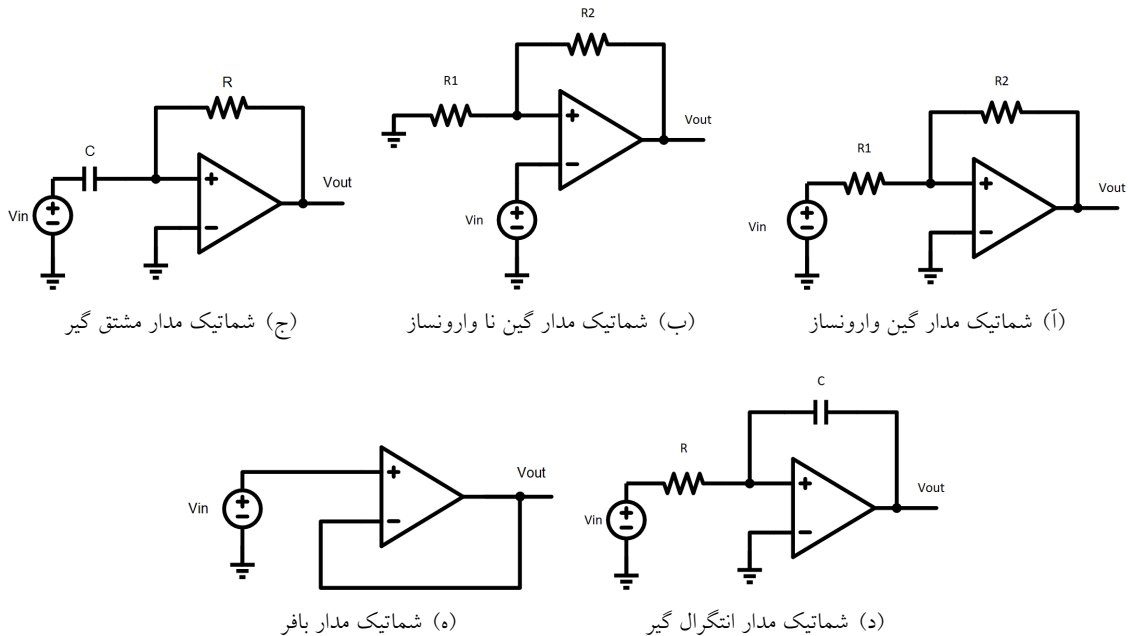 R
C
Vin
Vout
(ج) شماتیک مدار مشتق گیر
R2
R1
Vout
Vin
(ب) شماتیک مدار گین نا وارونساز
R2
R1
Vout
Vin
(آ) شماتیک مدار گین وارونساز
Vout
Vin
(ه) شماتیک مدار بافر
C
R
Vout
Vin
(د) شماتیک مدار انتگرال گیر